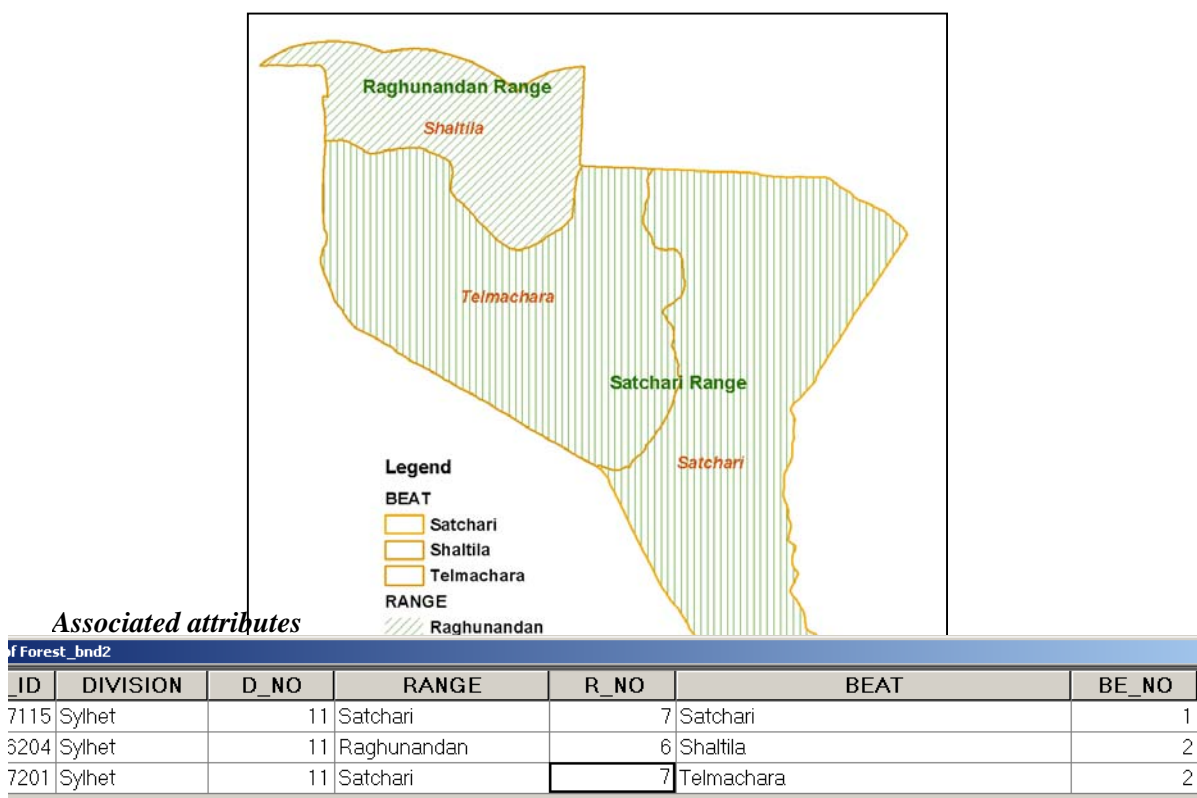 Raghunandan Range
Shaltila
Telmachara
Satchari Range
Satchari
Legend
BEAT
Satchari
Shaltila
Telmachara
RANGE
Raghunandan
Associated attributes
of Forest_bnd2
_ID DIVISION D_NO RANGE R_NO BEAT BE_NO
7115 Sylhet 11 Satchari 7 Satchari 1
6204 Sylhet 11 Raghunandan 6 Shaltila 2
7201 Sylhet 11 Satchari 7 Telmachara 2